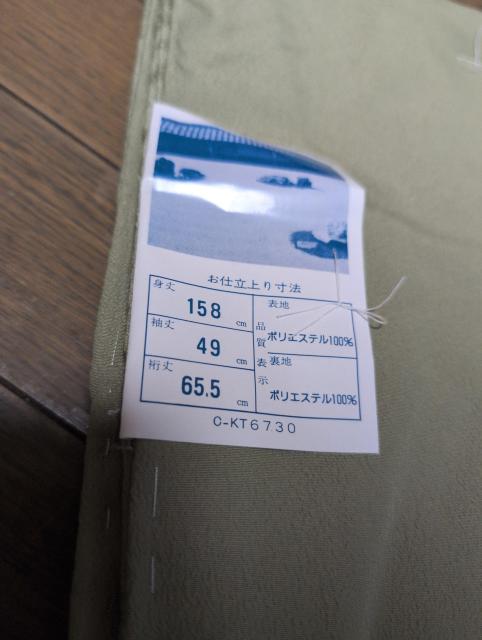 お仕立上り寸法
身丈 158 cm
袖丈 49 cm
裄丈 65.5 cm
品質表示
表地
ポリエステル100%
裏地
ポリエステル100%
C-KT6730